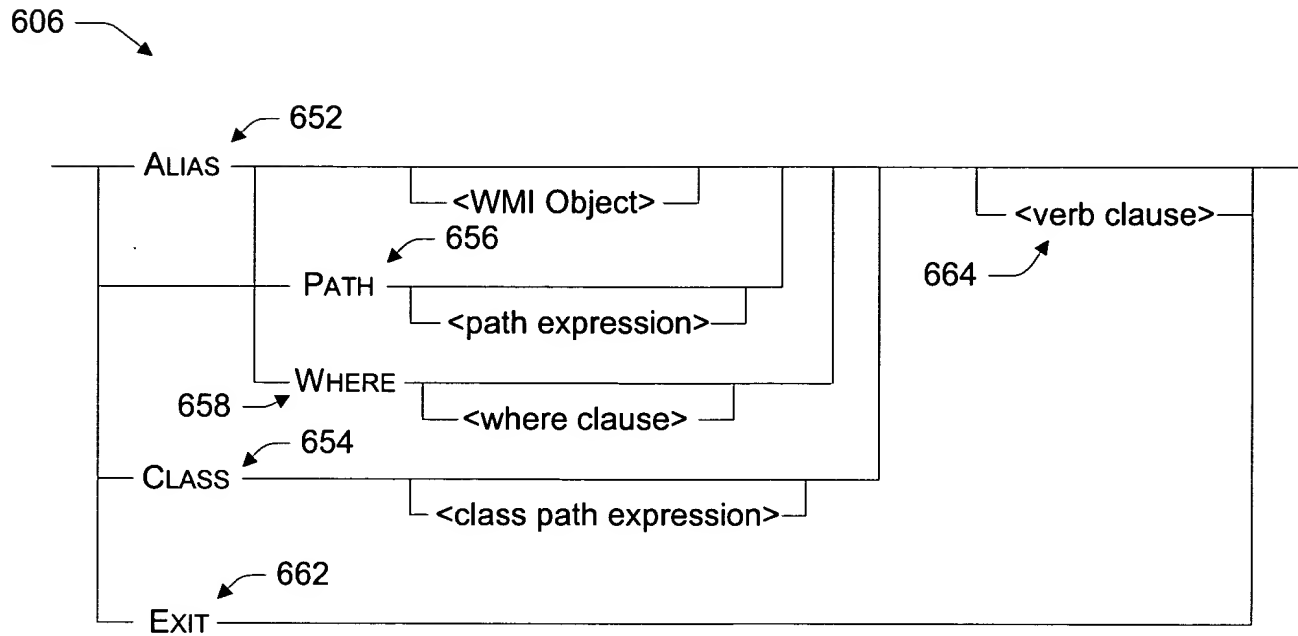 606
652
ALIAS
<WMI Object>
<verb clause>
656
664
PATH
<path expression>
WHERE
658
<where clause>
654
CLASS
<class path expression>
662
EXIT